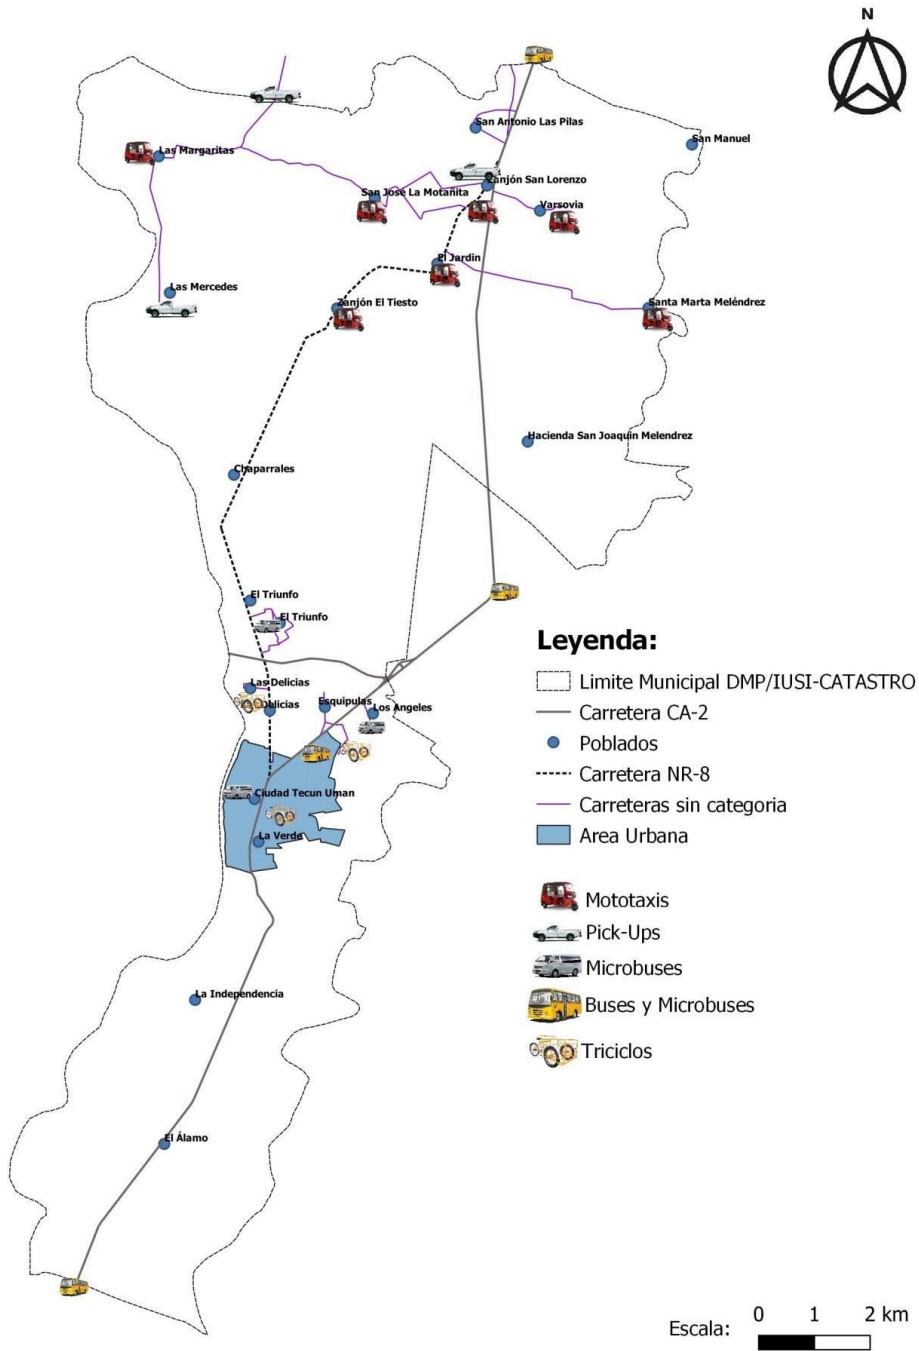 N
San Antonio Las Pilas
San Manuel
Las Margaritas
Zanjón San Lorenzo
San Jose La Motañita
Varsovia
El Jardin
Las Mercedes
Zanjón El Tiesto
Santa Marta Meléndrez
Hacienda San Joaquin Melendrez
Chaparrales
El Triunfo
El Triunfo
Las Delicias
Delicias
Esquipulas
Los Angeles
Ciudad Tecun Uman
La Verde
La Independencia
El Álamo
Leyenda:
Limite Municipal DMP/IUSI-CATASTRO
Carretera CA-2
Poblados
Carretera NR-8
Carreteras sin categoria
Area Urbana
Mototaxis
Pick-Ups
Microbuses
Buses y Microbuses
Triciclos
Escala:
0 1 2 km